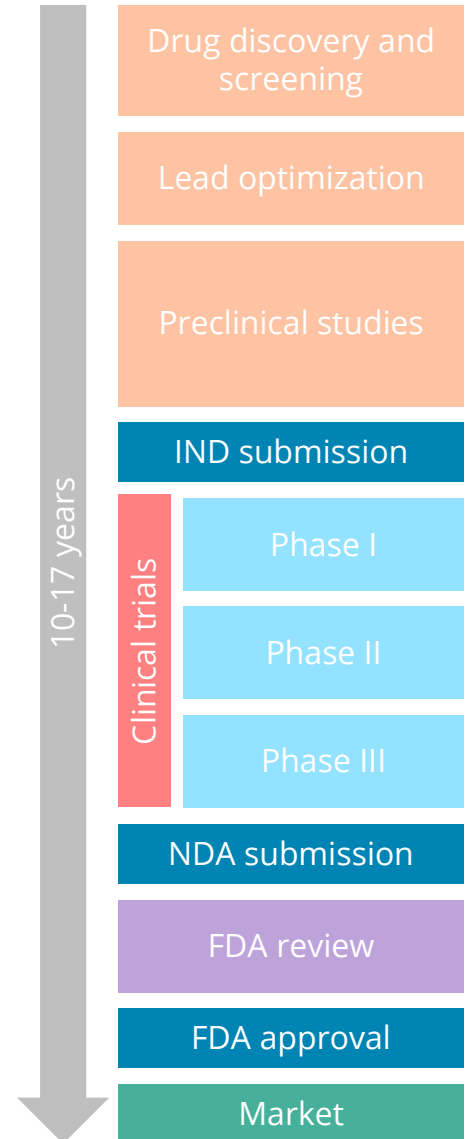 Drug discovery and
screening
Lead optimization
Preclinical studies
IND submission
10-17 years
Clinical trials
Phase I
Phase II
Phase III
NDA submission
FDA review
FDA approval
Market